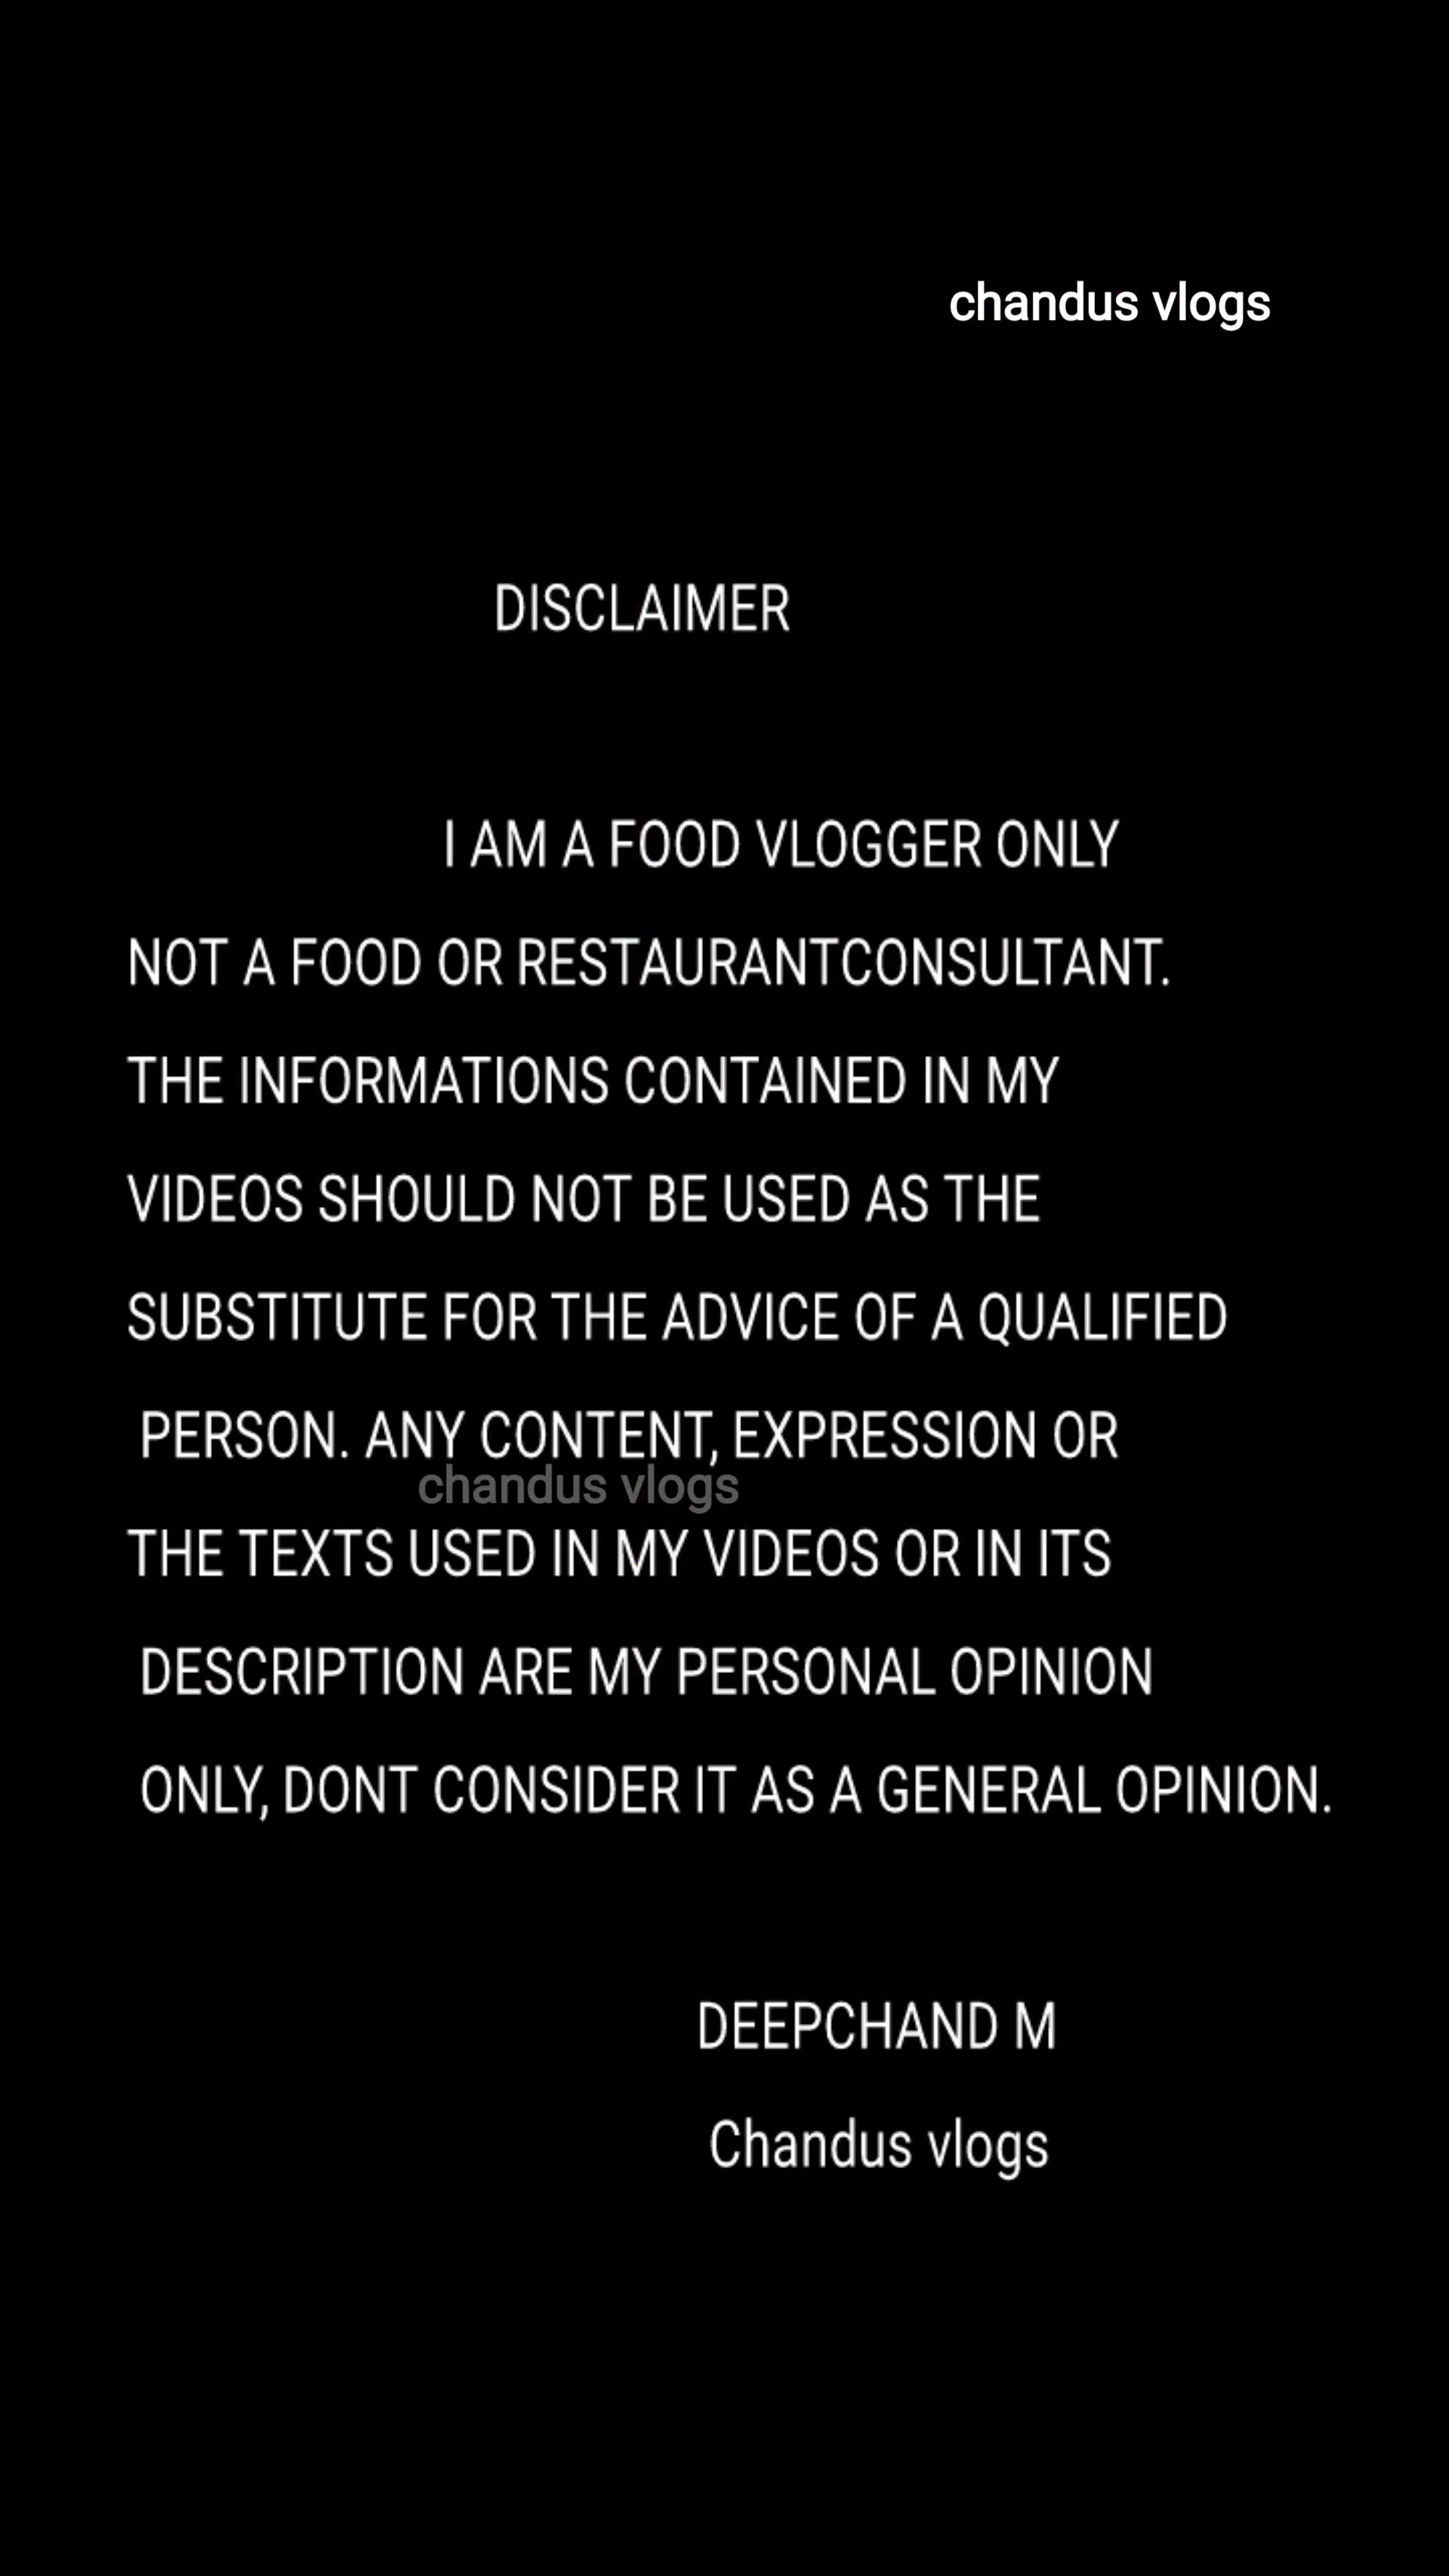 chandus vlogs
DISCLAIMER
I AM A FOOD VLOGGER ONLY
NOT A FOOD OR RESTAURANTCONSULTANT.
THE INFORMATIONS CONTAINED IN MY
VIDEOS SHOULD NOT BE USED AS THE
SUBSTITUTE FOR THE ADVICE OF A QUALIFIED
PERSON. ANY CONTENT, EXPRESSION OR
chandus vlogs
THE TEXTS USED IN MY VIDEOS OR IN ITS
DESCRIPTION ARE MY PERSONAL OPINION
ONLY, DONT CONSIDER IT AS A GENERAL OPINION.
DEEPCHAND M
Chandus vlogs